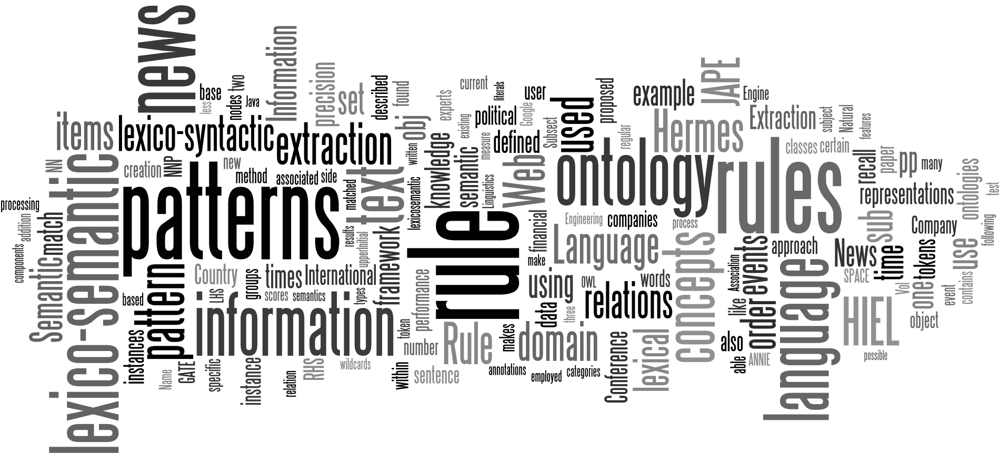 news
Information
JAPE
precision
two
base
less
nodes
Java
set
described
found
experts
current
literals
user
proposed
example
Engine
items
lexico-syntactic
extraction
obj
existing
political
Google
Subsect
used
regular
Hermes
Extraction
subject
Natural
features
NN
creation
NNP
new
method
associated
side
text
written
knowledge
semantic
measure
defined
Web
ontology
rules
classes
certain
recall
paper
pp
many
ontologies
test
lexico-semantic
patterns
matched
lexicosemantic
Linguistics
representations
processing
addition
match
components
Semantic
results
upperInitial
framework
rule
financial
Engineering
companies
process
sub
Company
following
Language
concepts
Association
events
approach
News
time
tokens
use
make
pattern
Country
groups
times
International
LHS
scores
semantics
types
performance
using
OWL
words
relations
language
SPACE
Vol
one
event
contains
based
information
token
data
three
like
order
HIEL
object
instances
number
Rule
makes
domain
Conference
lexical
also
able
ANNIE
possible
Name
GATE
specific
instance
relation
RHS
wildcards
within
sentence
annotations
employed
categories